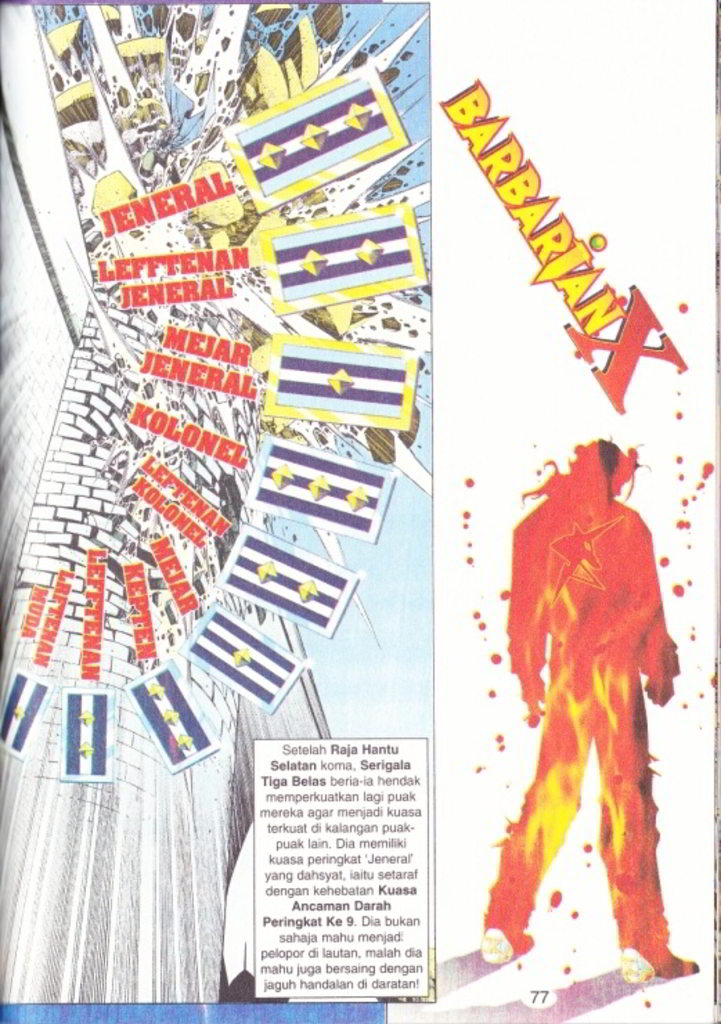 JENERAL
LEFFTENAN
JENERAL
MEJAR
JENERAL
KOLONEL
LEFTENAN
KOLONEL
MEJAR
KEPTEN
LEFTENAN
LAFTENAN
MUDA
Setelah Raja Hantu
Selatan koma, Serigala
Tiga Belas beria-ia hendak
memperkuatkan lagi puak
mereka agar menjadi kuasa
terkuat di kalangan puak-
puak lain. Dia memiliki
kuasa peringkat 'Jeneral'
yang dahsyat, iaitu setaraf
dengan kehebatan Kuasa
Ancaman Darah
Peringkat Ke 9. Dia bukan
sahaja mahu menjadi
pelopor di lautan, malah dia
mahu juga bersaing dengan
jaguh handalan di daratan!
BARBARIAN X
77